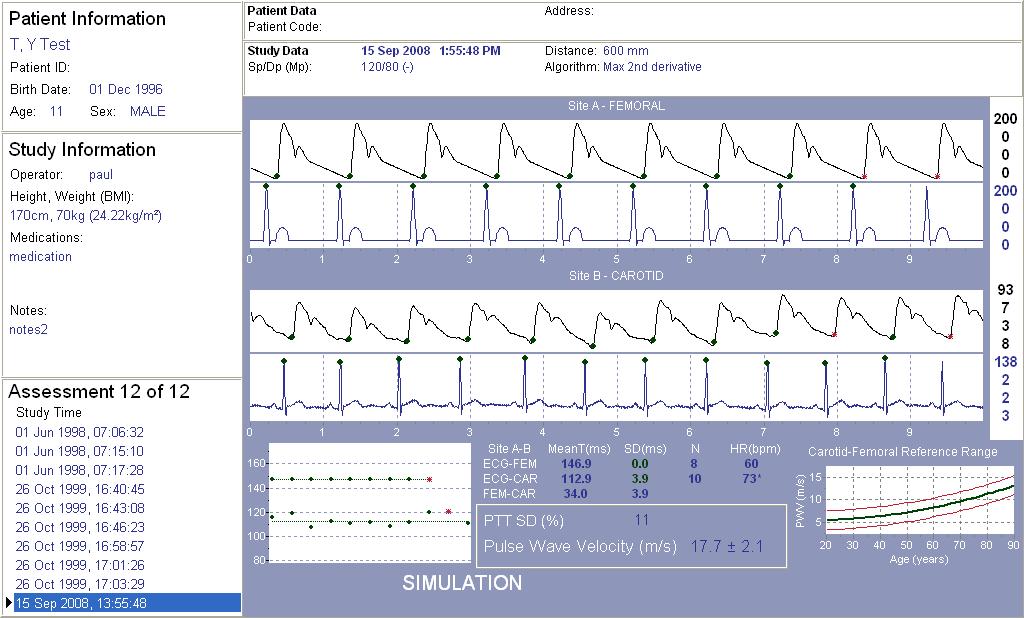 Patient Information
T, Y Test
Patient ID:
Birth Date: 01 Dec 1996
Age: 11 Sex: MALE
Study Information
Operator: paul
Height, Weight (BMI):
170cm, 70kg (24.22kg/m²)
Medications:
medication
Notes:
notes2
Assessment 12 of 12
Study Time
01 Jun 1998, 07:06:32
01 Jun 1998, 07:15:10
01 Jun 1998, 07:17:28
26 Oct 1999, 16:40:45
26 Oct 1999, 16:43:08
26 Oct 1999, 16:46:23
26 Oct 1999, 16:58:57
26 Oct 1999, 17:01:26
26 Oct 1999, 17:03:29
15 Sep 2008, 13:55:48
Patient Data Address:
Patient Code:
Study Data 15 Sep 2008 1:55:48 PM Distance: 600 mm
Sp/Dp (Mp): 120/80 (-) Algorithm: Max 2nd derivative
Site A - FEMORAL
200
0
0
0
200
0
0
0
0 1 2 3 4 5 6 7 8 9
Site B - CAROTID
93
7
3
8
138
2
2
3
0 1 2 3 4 5 6 7 8 9
160
140
120
100
80
Site A-B MeanT(ms) SD(ms) N HR(bpm)
ECG-FEM 146.9 0.0 8 60
ECG-CAR 112.9 3.9 10 73*
FEM-CAR 34.0 3.9
PTT SD (%) 11
Pulse Wave Velocity (m/s) 17.7 ± 2.1
SIMULATION
Carotid-Femoral Reference Range
PWV (m/s)
15
10
5
20 30 40 50 60 70 80 90
Age (years)